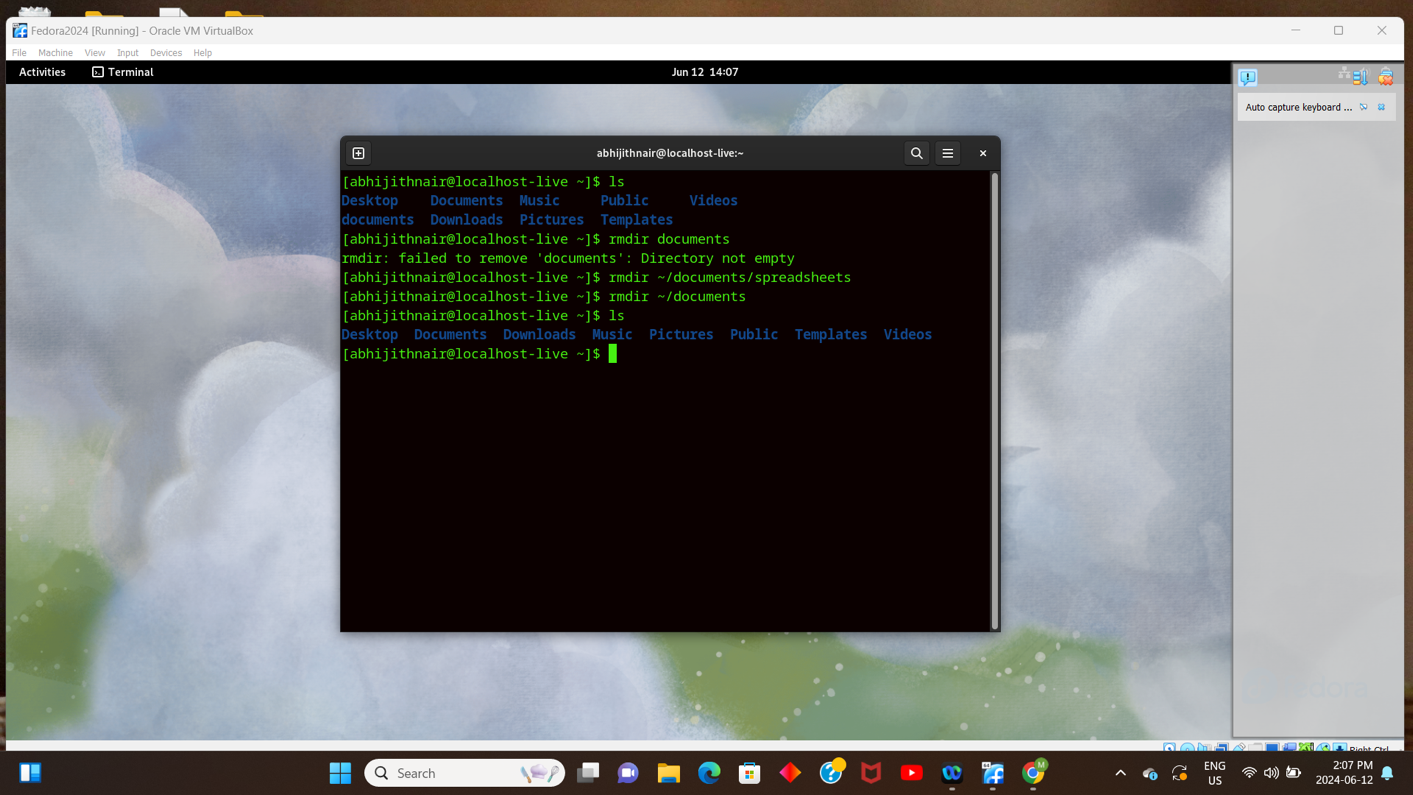 Fedora2024 [Running] - Oracle VM VirtualBox
File Machine View Input Devices Help
Activities Terminal Jun 12 14:07
Auto capture keyboard ...
abhijithnair@localhost-live:~
[abhijithnair@localhost-live ~]$ ls
Desktop Documents Music Public Videos
documents Downloads Pictures Templates
[abhijithnair@localhost-live ~]$ rmdir documents
rmdir: failed to remove 'documents': Directory not empty
[abhijithnair@localhost-live ~]$ rmdir ~/documents/spreadsheets
[abhijithnair@localhost-live ~]$ rmdir ~/documents
[abhijithnair@localhost-live ~]$ ls
Desktop Documents Downloads Music Pictures Public Templates Videos
[abhijithnair@localhost-live ~]$
Right Ctrl
Search
ENG
US
2:07 PM
2024-06-12